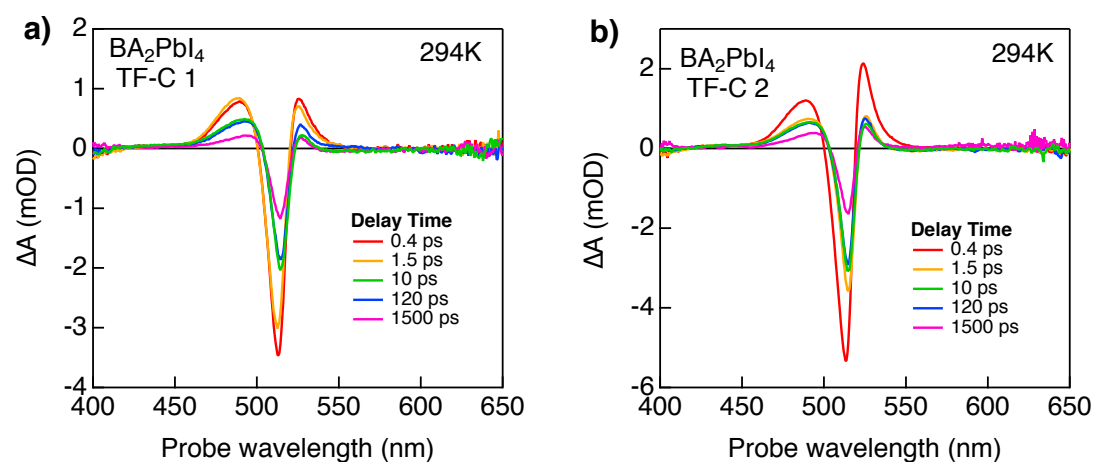 a)
BA₂PbI₄
TF-C 1
294K
2
1
0
-1
-2
-3
-4
ΔA (mOD)
Delay Time
0.4 ps
1.5 ps
10 ps
120 ps
1500 ps
400 450 500 550 600 650
Probe wavelength (nm)
b)
BA₂PbI₄
TF-C 2
294K
2
0
-2
-4
-6
ΔA (mOD)
Delay Time
0.4 ps
1.5 ps
10 ps
120 ps
1500 ps
400 450 500 550 600 650
Probe wavelength (nm)